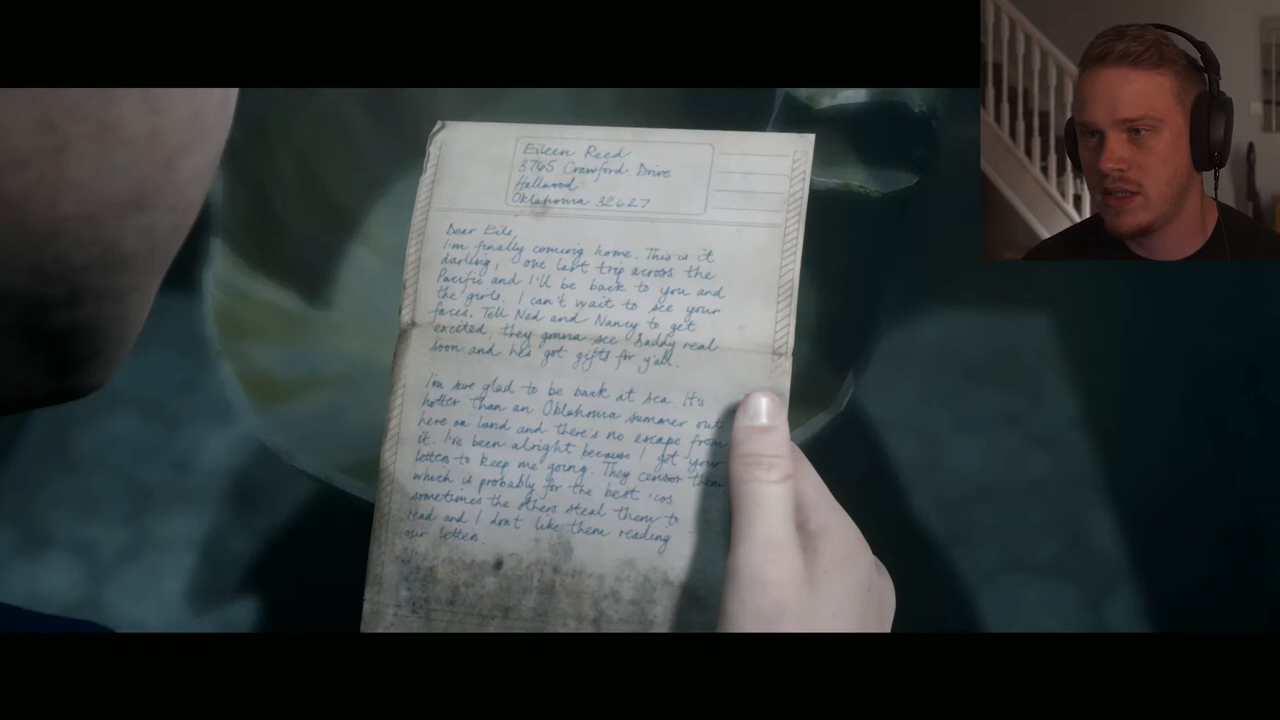 Eileen Reed
3765 Crawford Drive
Hallwood
Oklahoma 32627
Dear Eils,
I'm finally coming home. This is it
darling, one last trip across the
Pacific and I'll be back to you and
the girls. I can't wait to see your
faces. Tell Ned and Nancy to get
excited, they gonna see Daddy real
soon and he's got gifts for y'all.
I'm sure glad to be back at sea. It's
hotter than an Oklahoma summer out
here on land and there's no escape from
it. I've been alright because I got your
letters to keep me going. They censor them
which is probably for the best 'cos
sometimes the others steal them to
read and I don't like them reading
our letters.